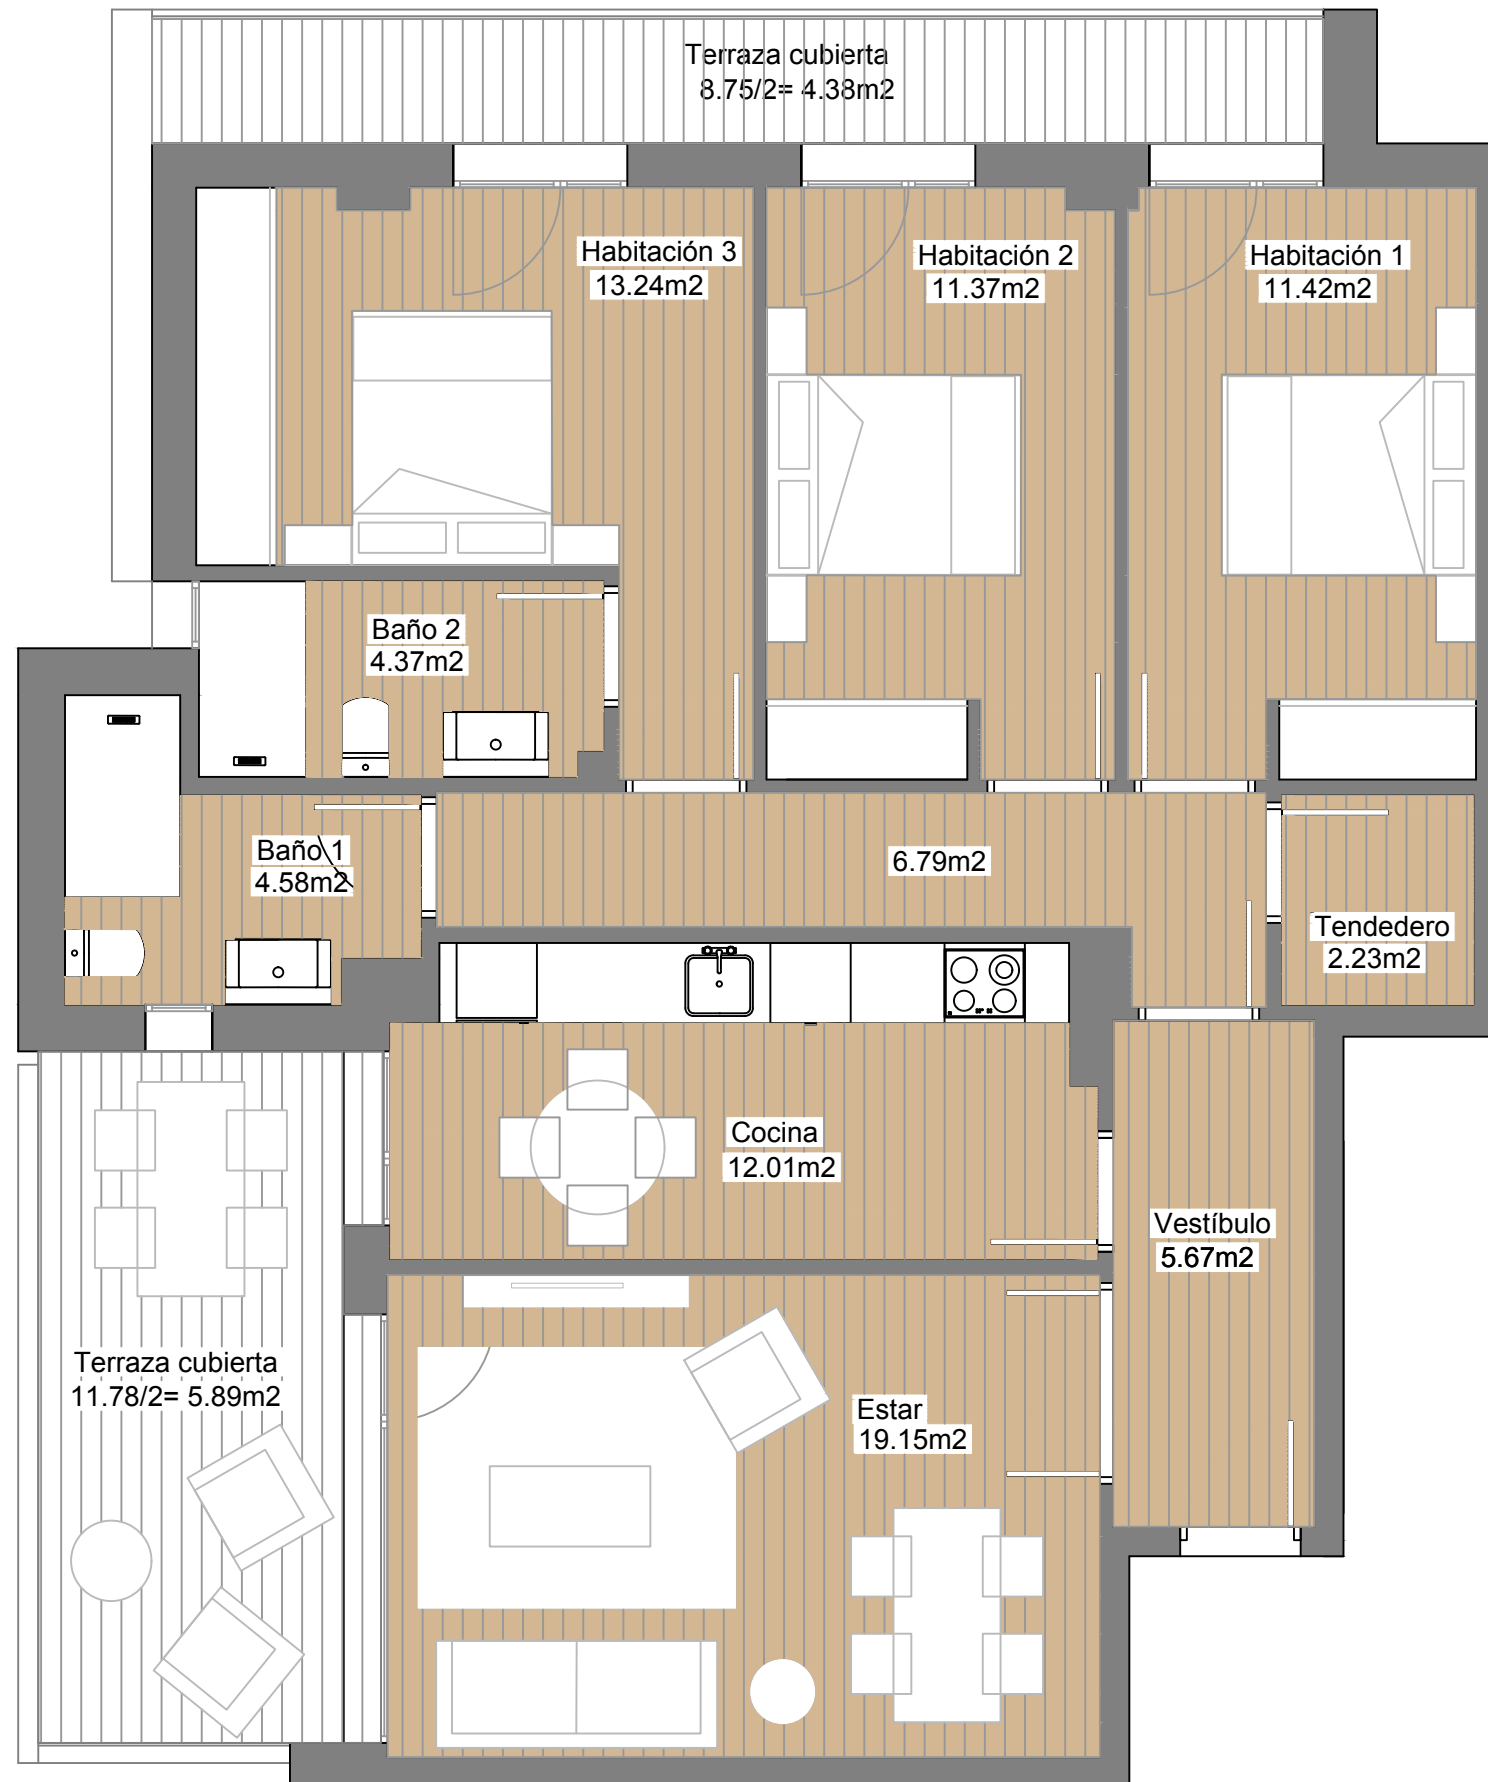 Terraza cubierta
8.75/2= 4.38m2
Habitación 3
13.24m2
Habitación 2
11.37m2
Habitación 1
11.42m2
Baño 2
4.37m2
Baño 1
4.58m2
6.79m2
Tendedero
2.23m2
Cocina
12.01m2
Vestíbulo
5.67m2
Terraza cubierta
11.78/2= 5.89m2
Estar
19.15m2